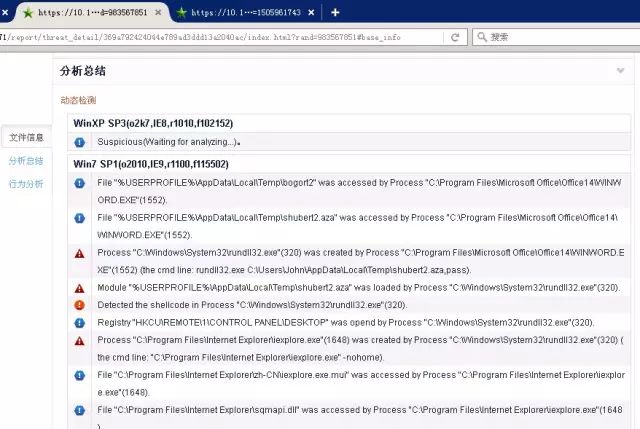 https://10.1···d=983567851
https://10.1···=1505961743
71/report/threat_detail/369a792424044e789ad3ddd13a2040ac/index.html?rand=983567851#base_info
搜索
分析总结
动态检测
文件信息
分析总结
行为分析
WinXP SP3(o2k7,IE8,r1010,f102152)
Suspicious(Waiting for analyzing...)。
Win7 SP1(o2010,IE9,r1100,f115502)
File "%USERPROFILE%\AppData\Local\Temp\bogorf2" was accessed by Process "C:\Program Files\Microsoft Office\Office14\WINW
ORD.EXE"(1552).
File "%USERPROFILE%\AppData\Local\Temp\shubert2.aza" was accessed by Process "C:\Program Files\Microsoft Office\Office14\
WINWORD.EXE"(1552).
Process "C:\Windows\System32\rundll32.exe"(320) was created by Process "C:\Program Files\Microsoft Office\Office14\WINWORD.E
XE"(1552) (the cmd line: rundll32.exe C:\Users\John\AppData\Local\Temp\shubert2.aza,pass).
Module "%USERPROFILE%\AppData\Local\Temp\shubert2.aza" was loaded by Process "C:\Windows\System32\rundll32.exe"(320).
Detected the shellcode in Process "C:\Windows\System32\rundll32.exe"(320).
Registry "HKCU\REMOTE\1\CONTROL PANEL\DESKTOP" was opend by Process "C:\Windows\System32\rundll32.exe"(320).
Process "C:\Program Files\Internet Explorer\iexplore.exe"(1648) was created by Process "C:\Windows\System32\rundll32.exe"(320) (
the cmd line: "C:\Program Files\Internet Explorer\iexplore.exe" -nohome).
File "C:\Program Files\Internet Explorer\zh-CN\iexplore.exe.mui" was accessed by Process "C:\Program Files\Internet Explorer\iexplor
e.exe"(1648).
File "C:\Program Files\Internet Explorer\sqmapi.dll" was accessed by Process "C:\Program Files\Internet Explorer\iexplore.exe"(1648